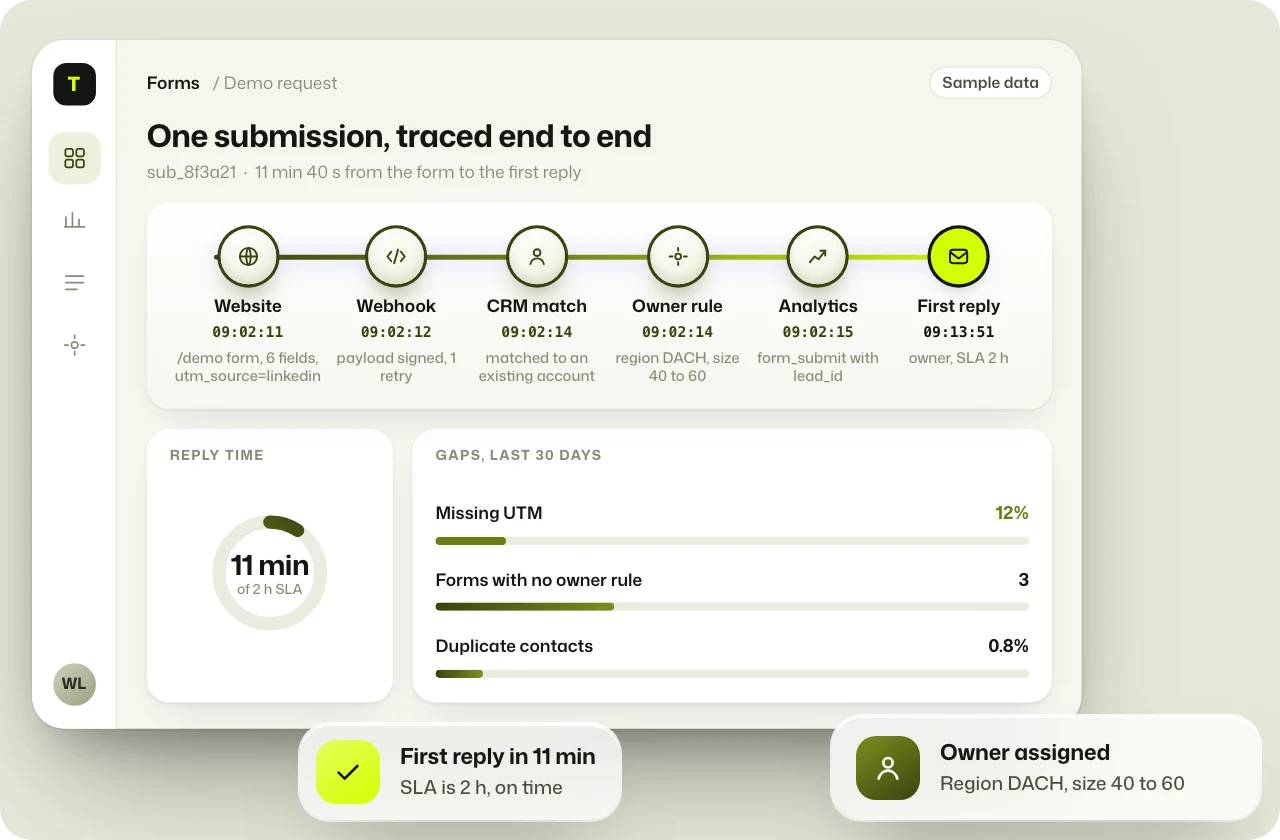 T
Forms / Demo request
Sample data
One submission, traced end to end
sub_8f3a21 · 11 min 40 s from the form to the first reply
Website
09:02:11
/demo form, 6 fields,
utm_source=linkedin
Webhook
09:02:12
payload signed, 1
retry
CRM match
09:02:14
matched to an
existing account
Owner rule
09:02:14
region DACH, size
40 to 60
Analytics
09:02:15
form_submit with
lead_id
First reply
09:13:51
owner, SLA 2 h
REPLY TIME
11 min
of 2 h SLA
GAPS, LAST 30 DAYS
Missing UTM 12%
Forms with no owner rule 3
Duplicate contacts 0.8%
WL
First reply in 11 min
SLA is 2 h, on time
Owner assigned
Region DACH, size 40 to 60